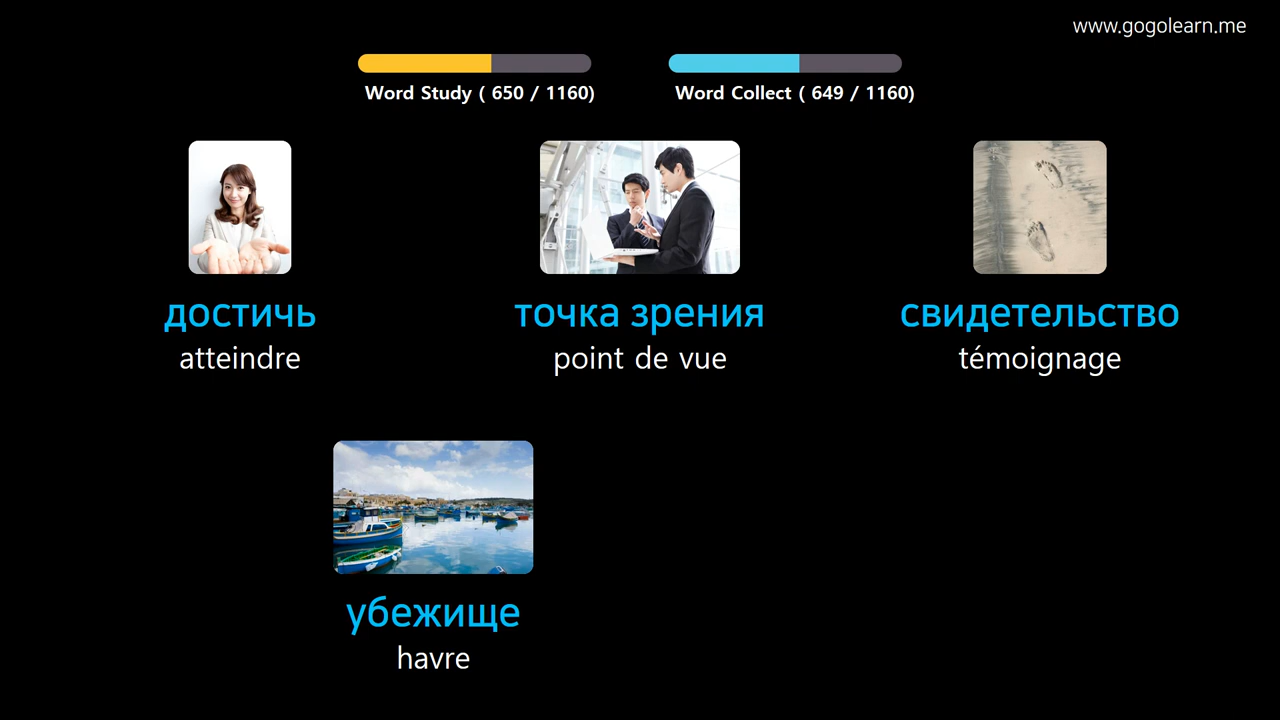 www.gogolearn.me
Word Study ( 650 / 1160)
Word Collect ( 649 / 1160)
достичь
atteindre
точка зрения
point de vue
свидетельство
témoignage
убежище
havre